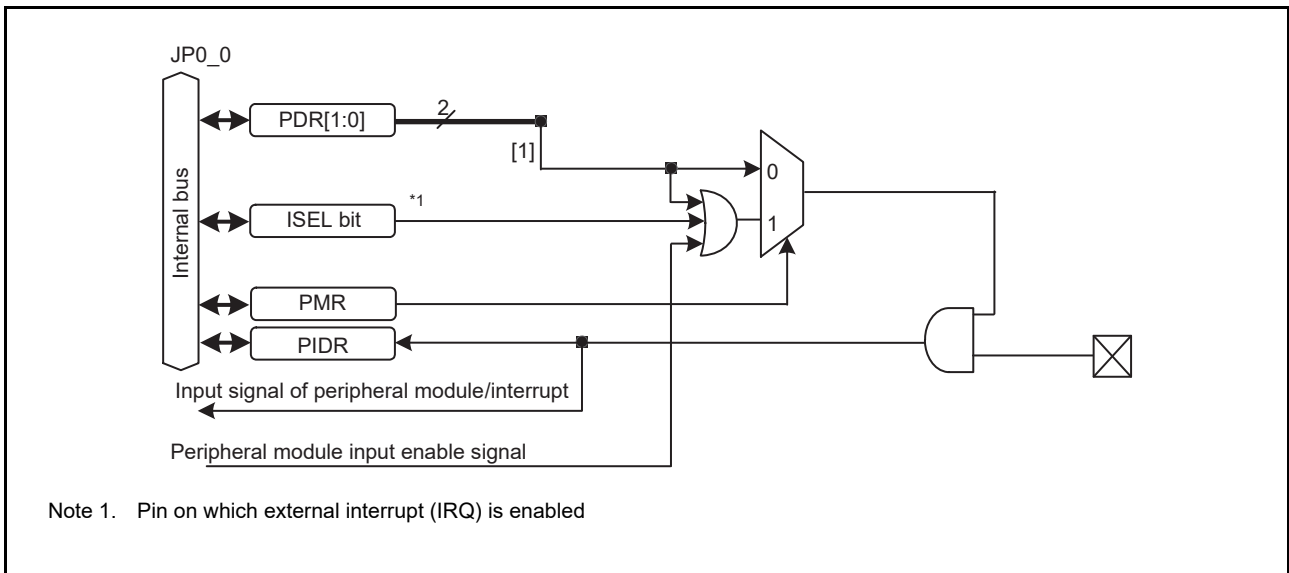 JP0_0
PDR[1:0]
2
[1]
0
Internal bus
ISEL bit
*1
1
PMR
PIDR
Input signal of peripheral module/interrupt
Peripheral module input enable signal
Note 1. Pin on which external interrupt (IRQ) is enabled